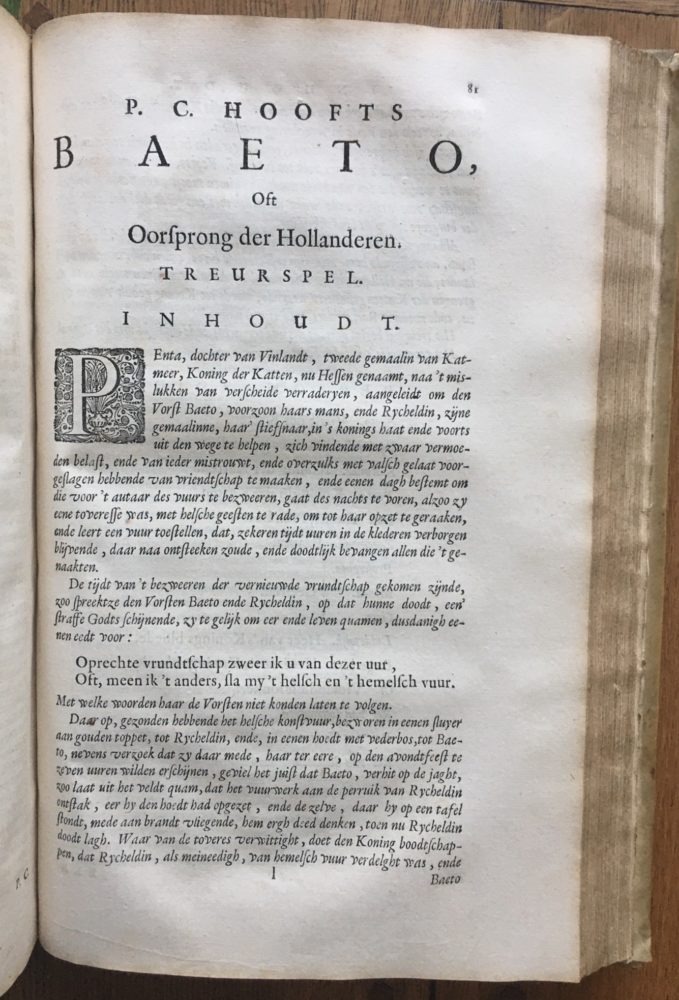 81
P. C. HOOFTS
BAETO,
Oft
Oorſprong der Hollanderen.
TREURSPEL.
INHOUDT.
PEnta, dochter van Vinlandt, tweede gemaalin van Kat-
meer, Koning der Katten, nu Heſſen genaamt, naa 't mis-
lukken van verſcheide verraderyen, aangeleidt om den
Vorſt Baeto, voorzoon haars mans, ende Rycheldin, zijne
gemaalinne, haar' ſtiefſnaar, in 's konings haat ende voorts
uit den wege te helpen, zich vindende met zwaar vermoe-
den belaſt, ende van ieder mistrouwt, ende overzulks met valſch gelaat voor-
geſlagen hebbende van vriendtſchap te maaken, ende eenen dagh beſtemt om
die voor 't autaar des vuurs te bezweeren, gaat des nachts te voren, alzoo zy
eene tovereſſe was, met helſche geeſten te rade, om tot haar opzet te geraaken,
ende leert een vuur toeſtellen, dat, zekeren tijdt uuren in de klederen verborgen
blijvende, daar naa ontſteeken zoude, ende doodtlijk bevangen allen die 't ge-
naakten.
De tijdt van 't bezweeren der vernieuwde vrundtſchap gekomen zijnde,
zoo ſpreektze den Vorſten Baeto ende Rycheldin, op dat hunne doodt, een'
ſtraffe Godts ſchijnende, zy te gelijk om eer ende leven quamen, dusdanigh ee-
nen eedt voor:
Oprechte vrundtſchap zweer ik u van dezer uur,
Oft, meen ik 't anders, ſla my 't helſch en 't hemelſch vuur.
Met welke woorden haar de Vorſten niet konden laten te volgen.
Daar op, gezonden hebbende het helſche konſtvuur, bezworen in eenen ſluyer
aan gouden toppet, tot Rycheldin, ende, in eenen hoedt met vederbos, tot Bae-
to, nevens verzoek dat zy daar mede, haar ter eere, op den avondtfeeſt te
zeven uuren wilden erſchijnen, geviel het juiſt dat Baeto, verhit op de jaght,
zoo laat uit het veldt quam, dat het vuurwerk aan de perruik van Rycheldin
ontſtak, eer hy den hoedt had opgezet, ende de zelve, daar hy op een tafel
ſtondt, mede aan brandt vliegende, hem ergh deed denken, toen nu Rycheldin
doodt lagh. Waar van de toveres verwittight, doet den Koning boodtſchap-
pen, dat Rycheldin, als meineedigh, van hemelſch vuur verdelght was, ende
l
Baeto
P. C.